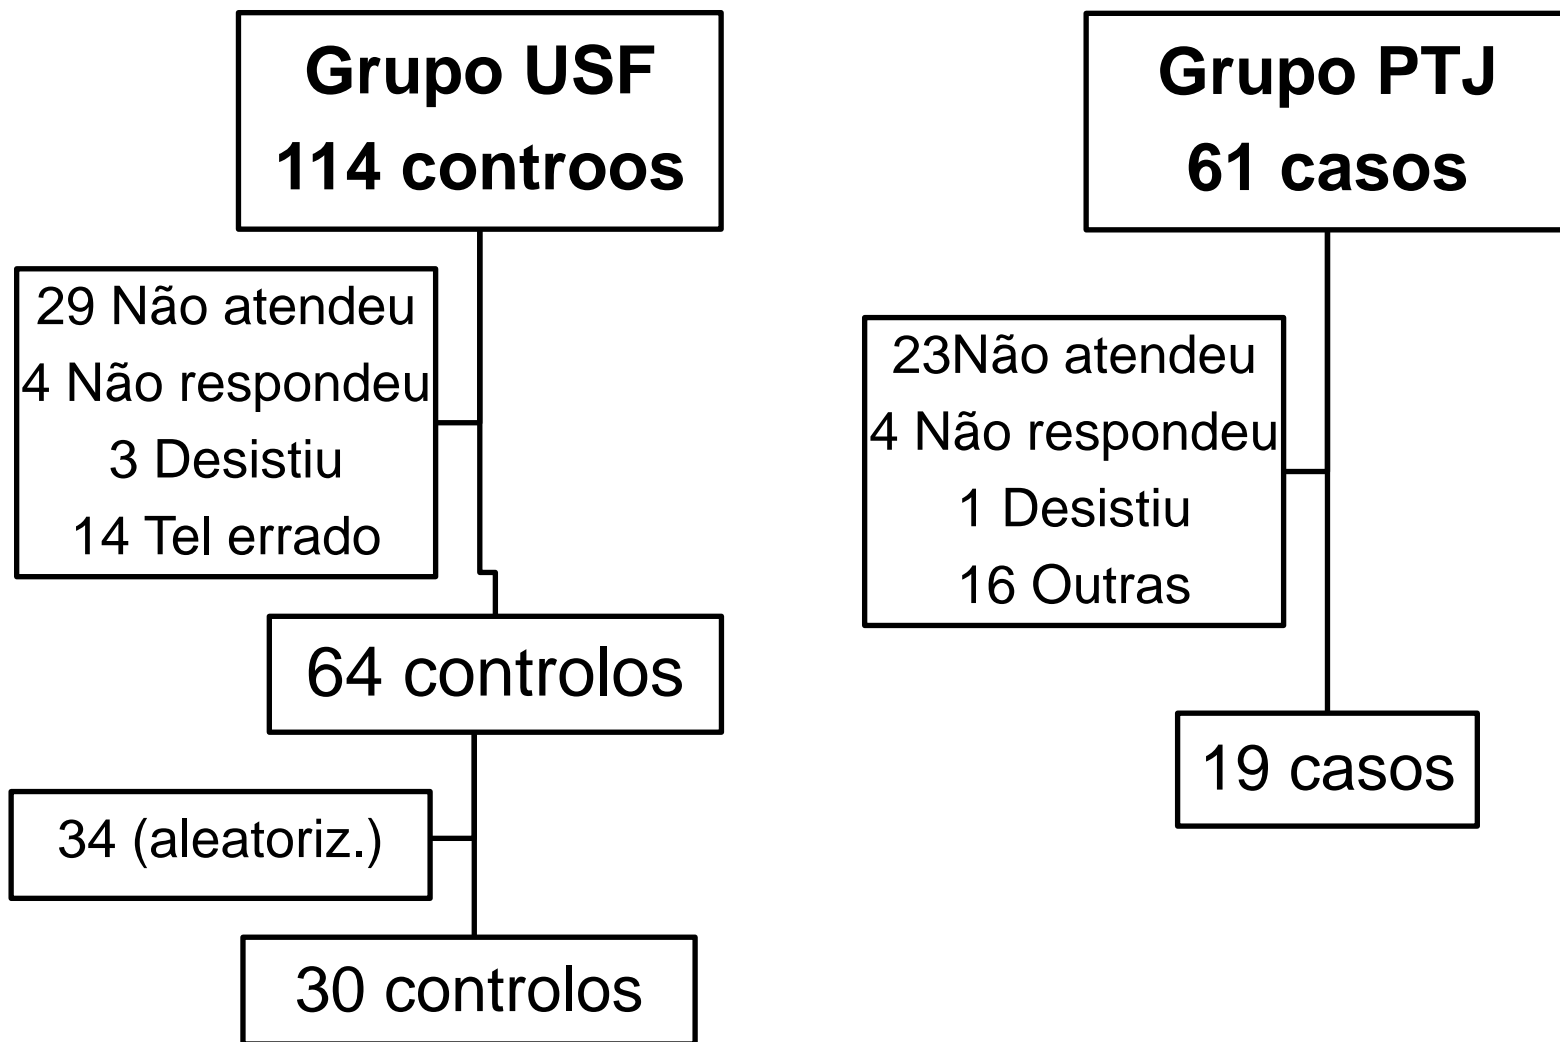 Grupo USF
114 controos
29 Não atendeu
4 Não respondeu
3 Desistiu
14 Tel errado
64 controlos
34 (aleatoriz.)
30 controlos
Grupo PTJ
61 casos
23Não atendeu
4 Não respondeu
1 Desistiu
16 Outras
19 casos